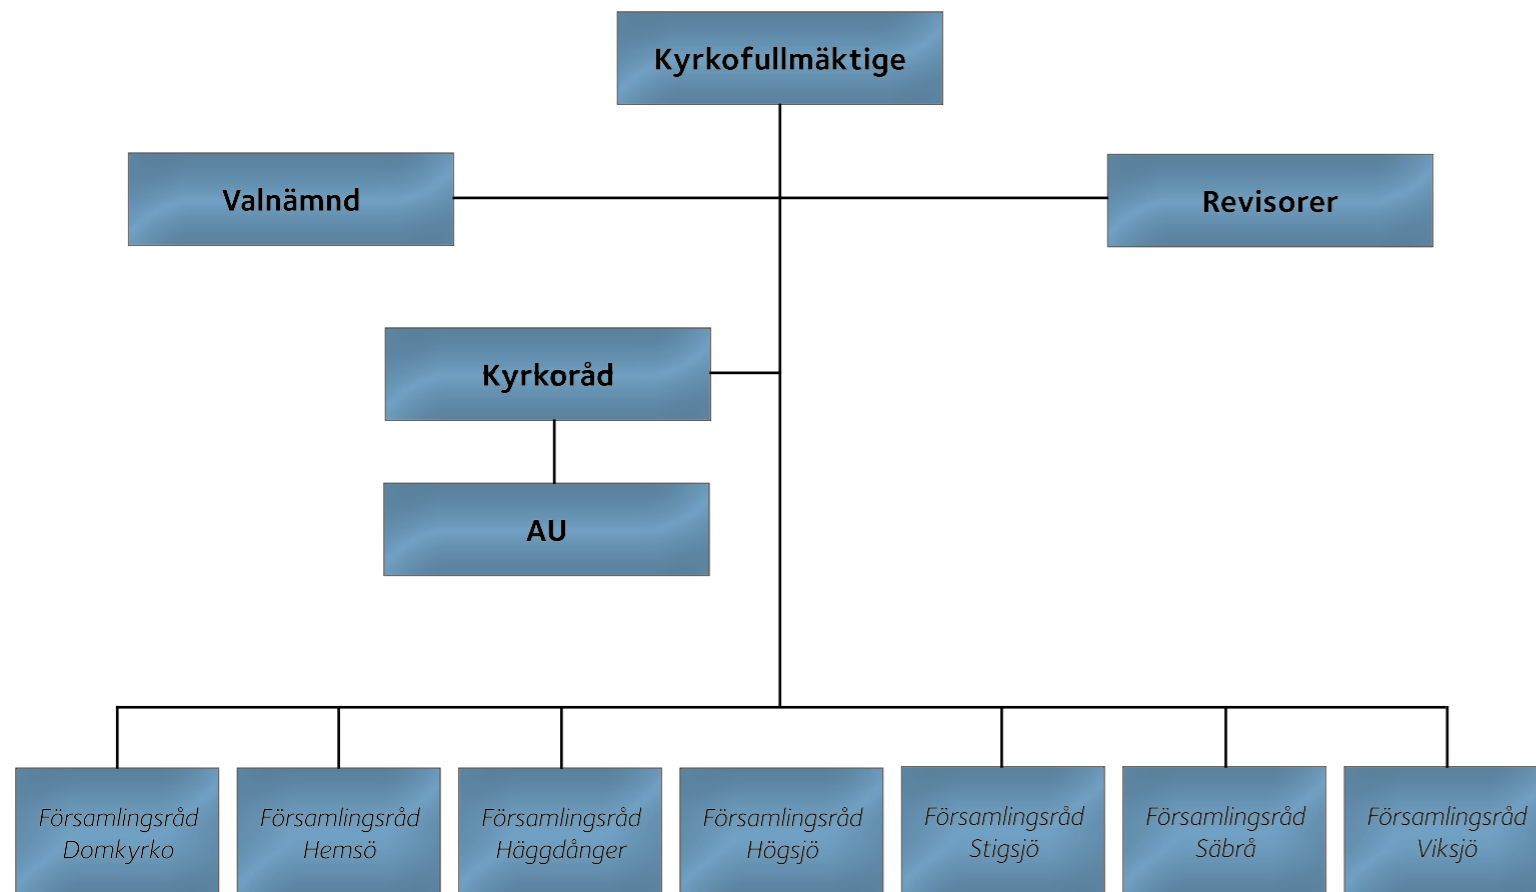 Kyrkofullmäktige
Valnämnd
Revisorer
Kyrkoråd
AU
Församlingsråd
Domkyrko
Församlingsråd
Hemsö
Församlingsråd
Häggdånger
Församlingsråd
Högsjö
Församlingsråd
Stigsjö
Församlingsråd
Säbrå
Församlingsråd
Viksjö